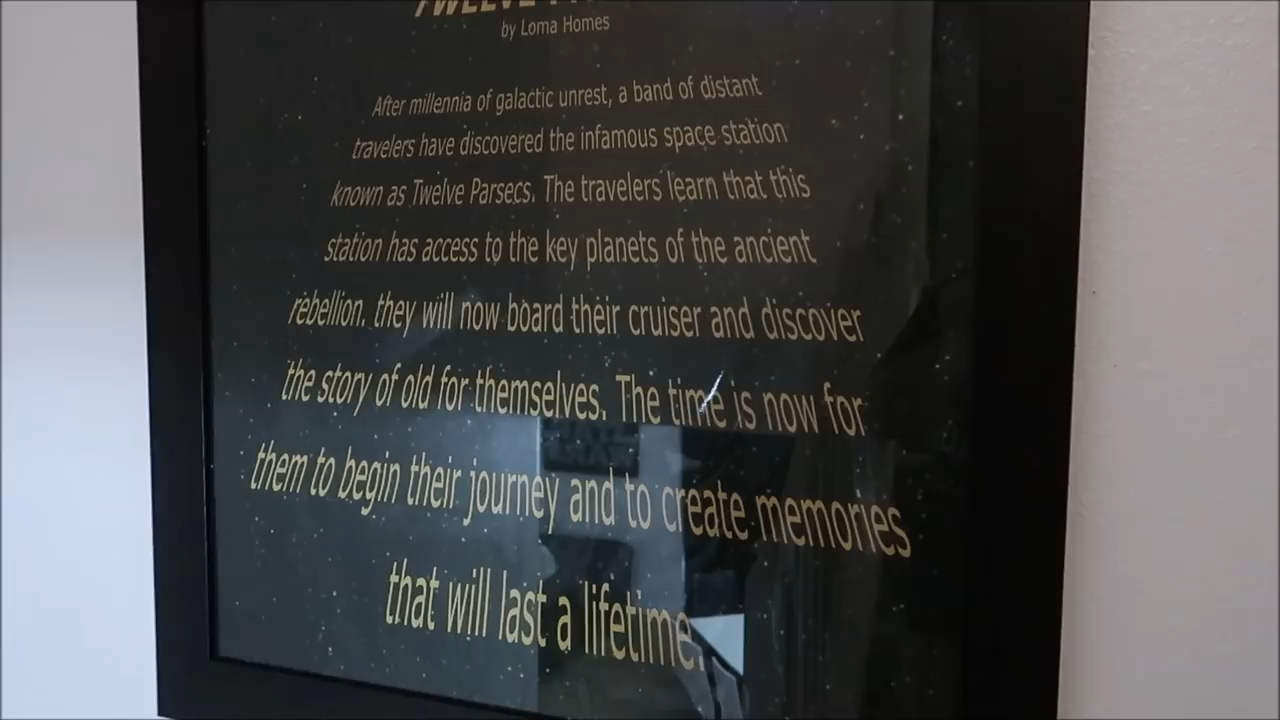 TWELVE
by Loma Homes
After millennia of galactic unrest, a band of distant
travelers have discovered the infamous space station
known as Twelve Parsecs. The travelers learn that this
station has access to the key planets of the ancient
rebellion. they will now board their cruiser and discover
the story of old for themselves. The time is now for
them to begin their journey and to create memories
that will last a lifetime.